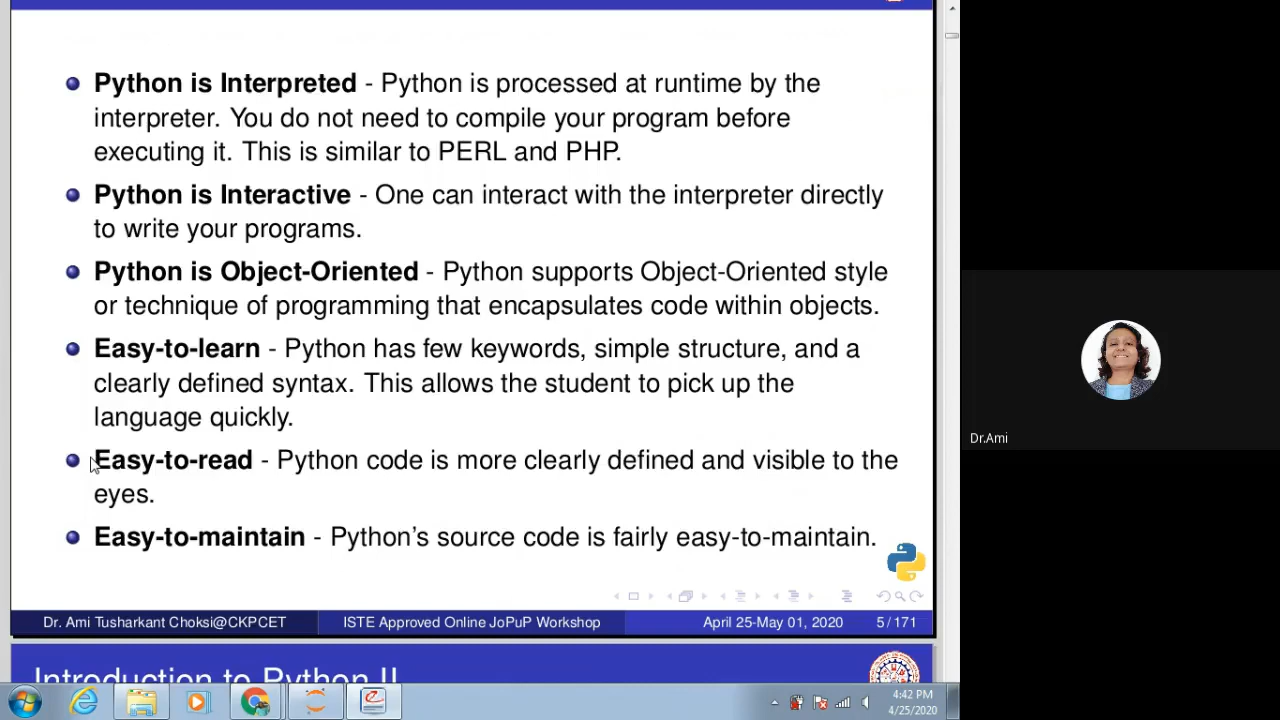 Python is Interpreted - Python is processed at runtime by the
interpreter. You do not need to compile your program before
executing it. This is similar to PERL and PHP.
Python is Interactive - One can interact with the interpreter directly
to write your programs.
Python is Object-Oriented - Python supports Object-Oriented style
or technique of programming that encapsulates code within objects.
Easy-to-learn - Python has few keywords, simple structure, and a
clearly defined syntax. This allows the student to pick up the
language quickly.
Easy-to-read - Python code is more clearly defined and visible to the
eyes.
Easy-to-maintain - Python's source code is fairly easy-to-maintain.
Dr. Ami Tusharkant Choksi@CKPCET ISTE Approved Online JoPuP Workshop April 25-May 01, 2020 5 / 171
Introduction to Python II
Dr.Ami
4:42 PM
4/25/2020